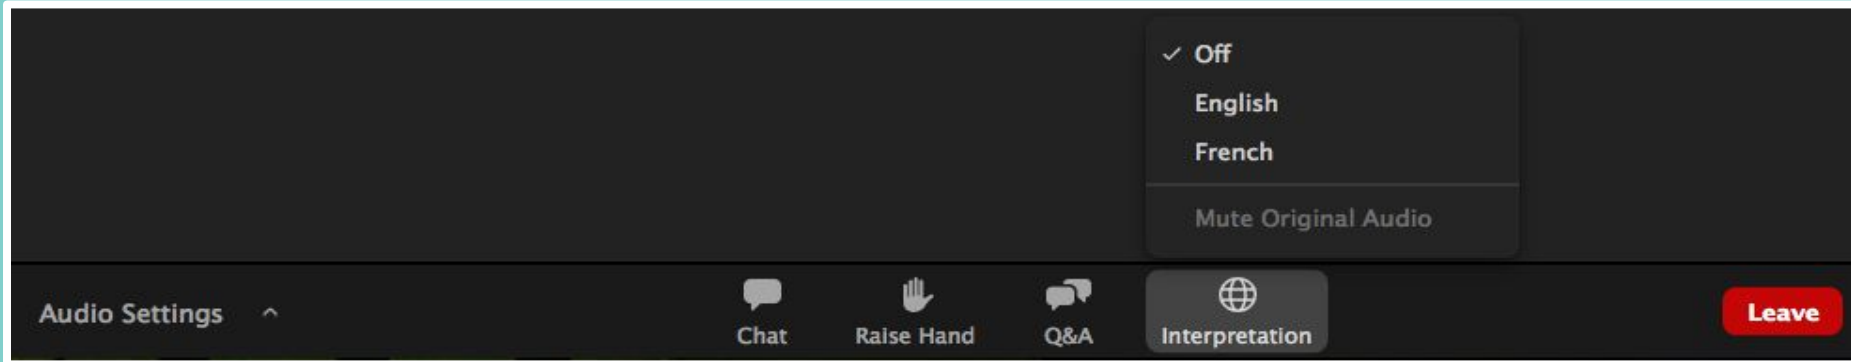 Off
English
French
Mute Original Audio
Audio Settings
Chat
Raise Hand
Q&A
Interpretation
Leave